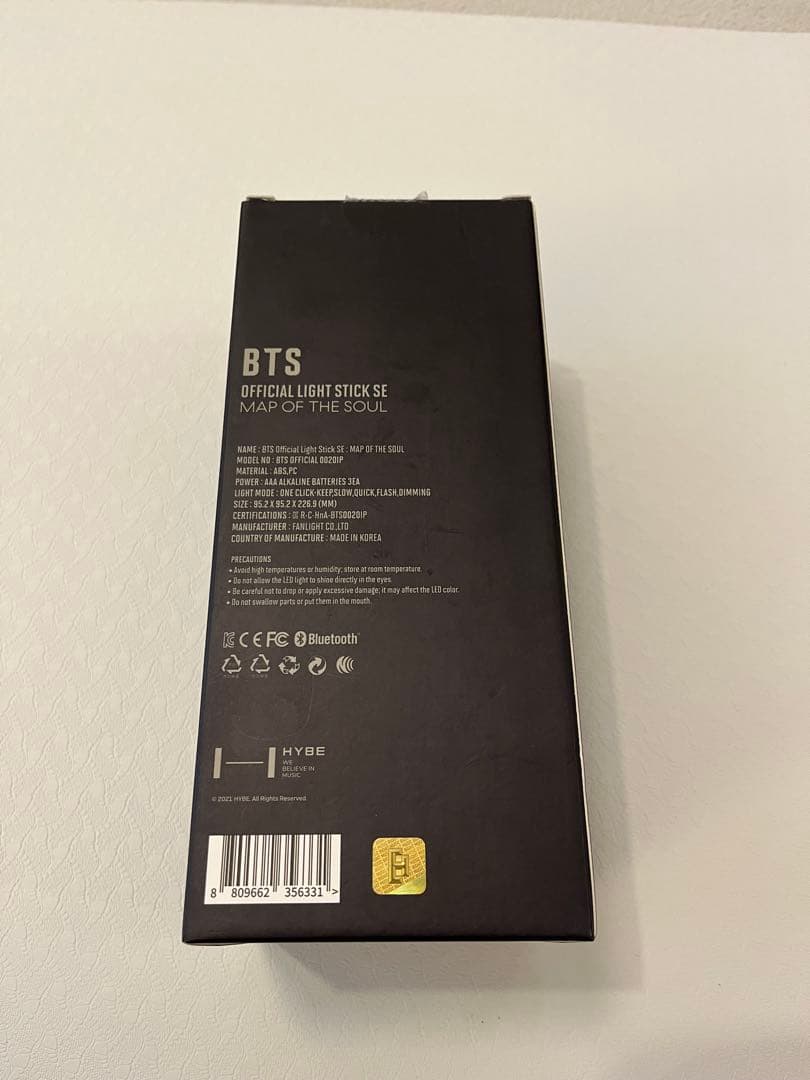 BTS
OFFICIAL LIGHT STICK SE
MAP OF THE SOUL
NAME : BTS Official Light Stick SE : MAP OF THE SOUL
MODEL NO : BTS OFFICIAL 0020IP
MATERIAL : ABS,PC
POWER : AAA ALKALINE BATTERIES 3EA
LIGHT MODE : ONE CLICK-KEEP,SLOW,QUICK,FLASH,DIMMING
SIZE : 95.2 X 95.2 X 226.9 (MM)
CERTIFICATIONS : R-C-HnA-BTS0020IP
MANUFACTURER : FANLIGHT CO.,LTD
COUNTRY OF MANUFACTURE : MADE IN KOREA
PRECAUTIONS
• Avoid high temperatures or humidity; store at room temperature.
• Do not allow the LED light to shine directly in the eyes.
• Be careful not to drop or apply excessive damage; it may affect the LED color.
• Do not swallow parts or put them in the mouth.
CE FC Bluetooth
HYBE
WE
BELIEVE IN
MUSIC
© 2021 HYBE. All Rights Reserved.
8 809662 356331 >